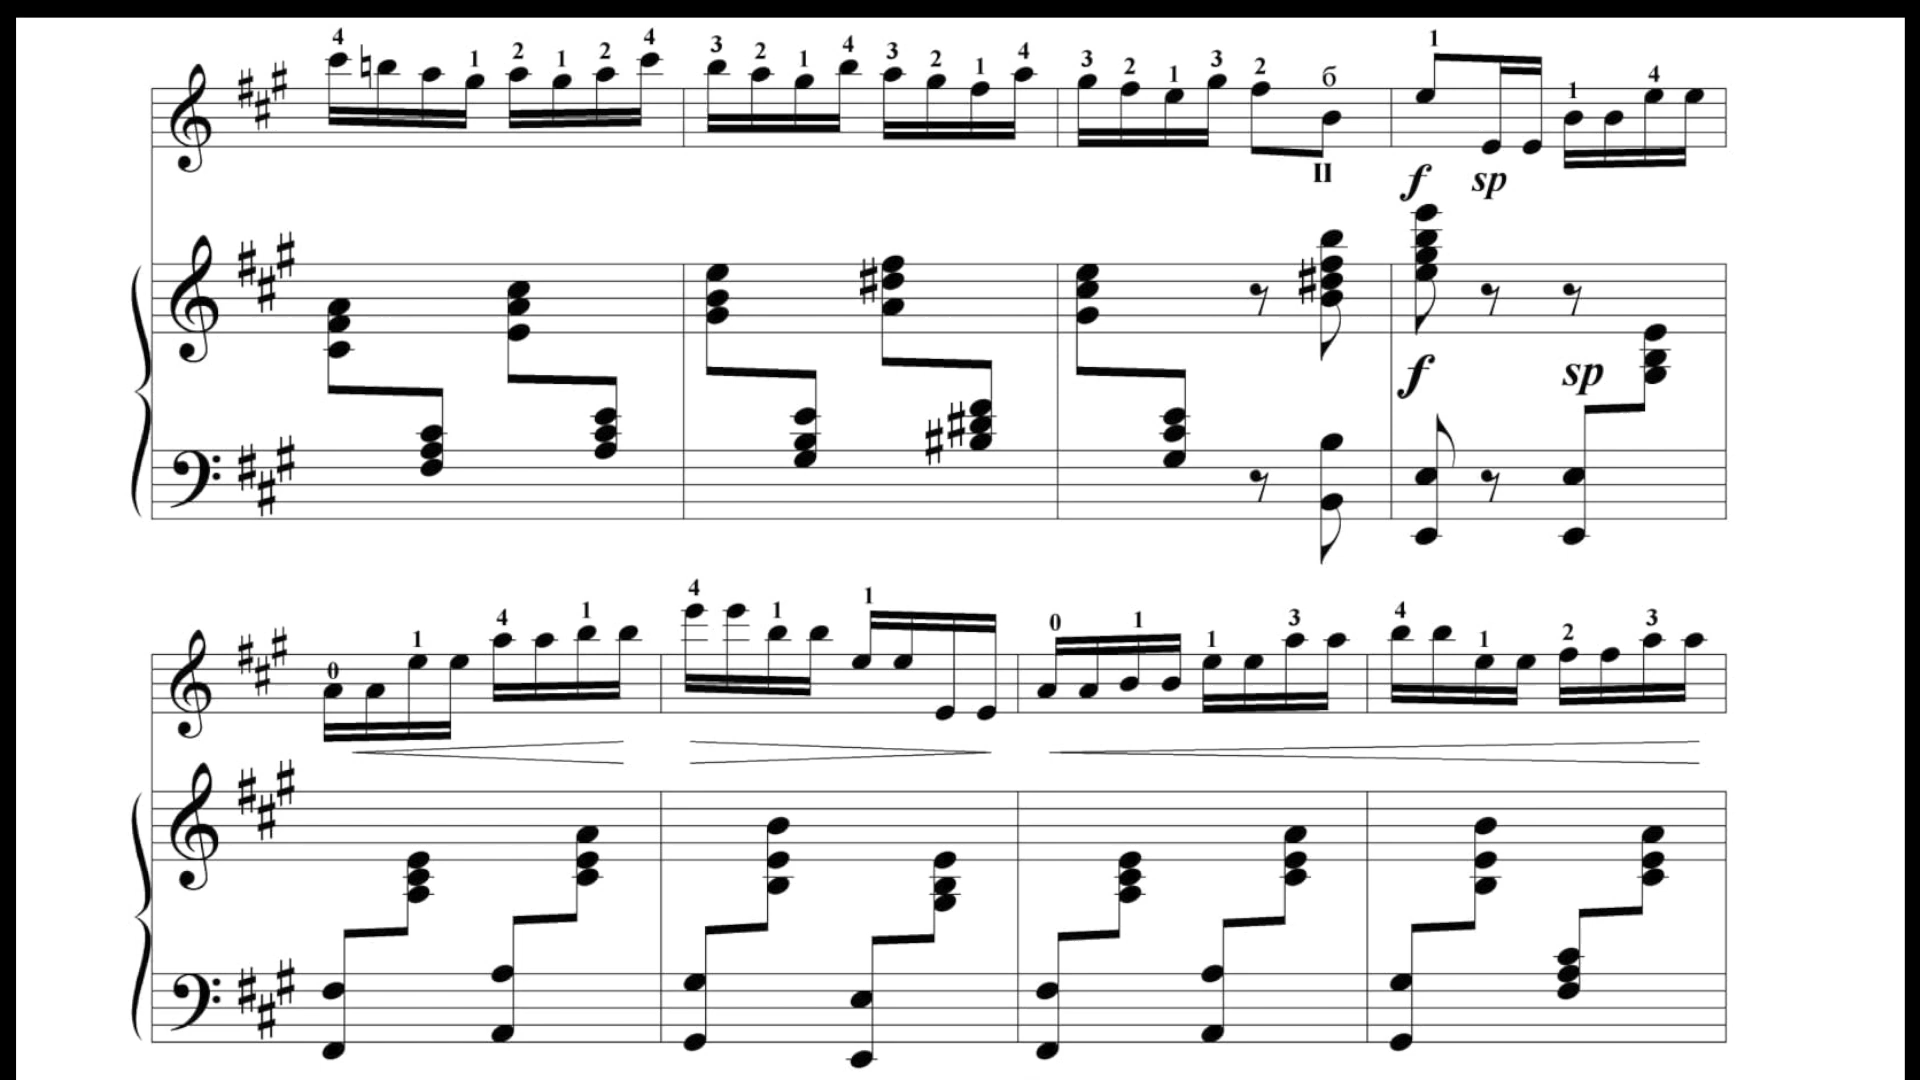 4 1 2 1 2 4 3 2 1 4 3 2 1 4 3 2 1 3 2 б 1 1 4
II f sp
f sp
0 1 4 1 4 1 1 0 1 1 3 4 1 2 3